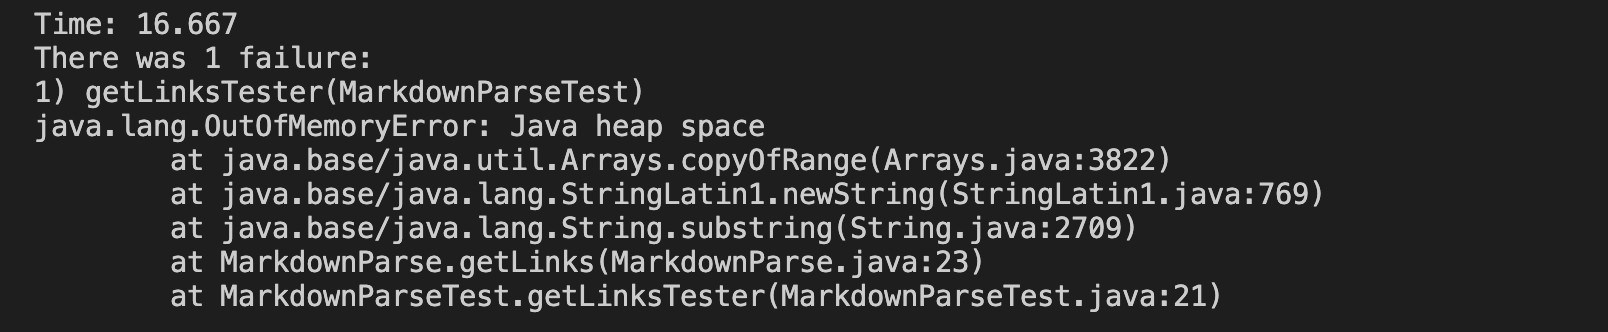 Time: 16.667
There was 1 failure:
1) getLinksTester(MarkdownParseTest)
java.lang.OutOfMemoryError: Java heap space
        at java.base/java.util.Arrays.copyOfRange(Arrays.java:3822)
        at java.base/java.lang.StringLatin1.newString(StringLatin1.java:769)
        at java.base/java.lang.String.substring(String.java:2709)
        at MarkdownParse.getLinks(MarkdownParse.java:23)
        at MarkdownParseTest.getLinksTester(MarkdownParseTest.java:21)